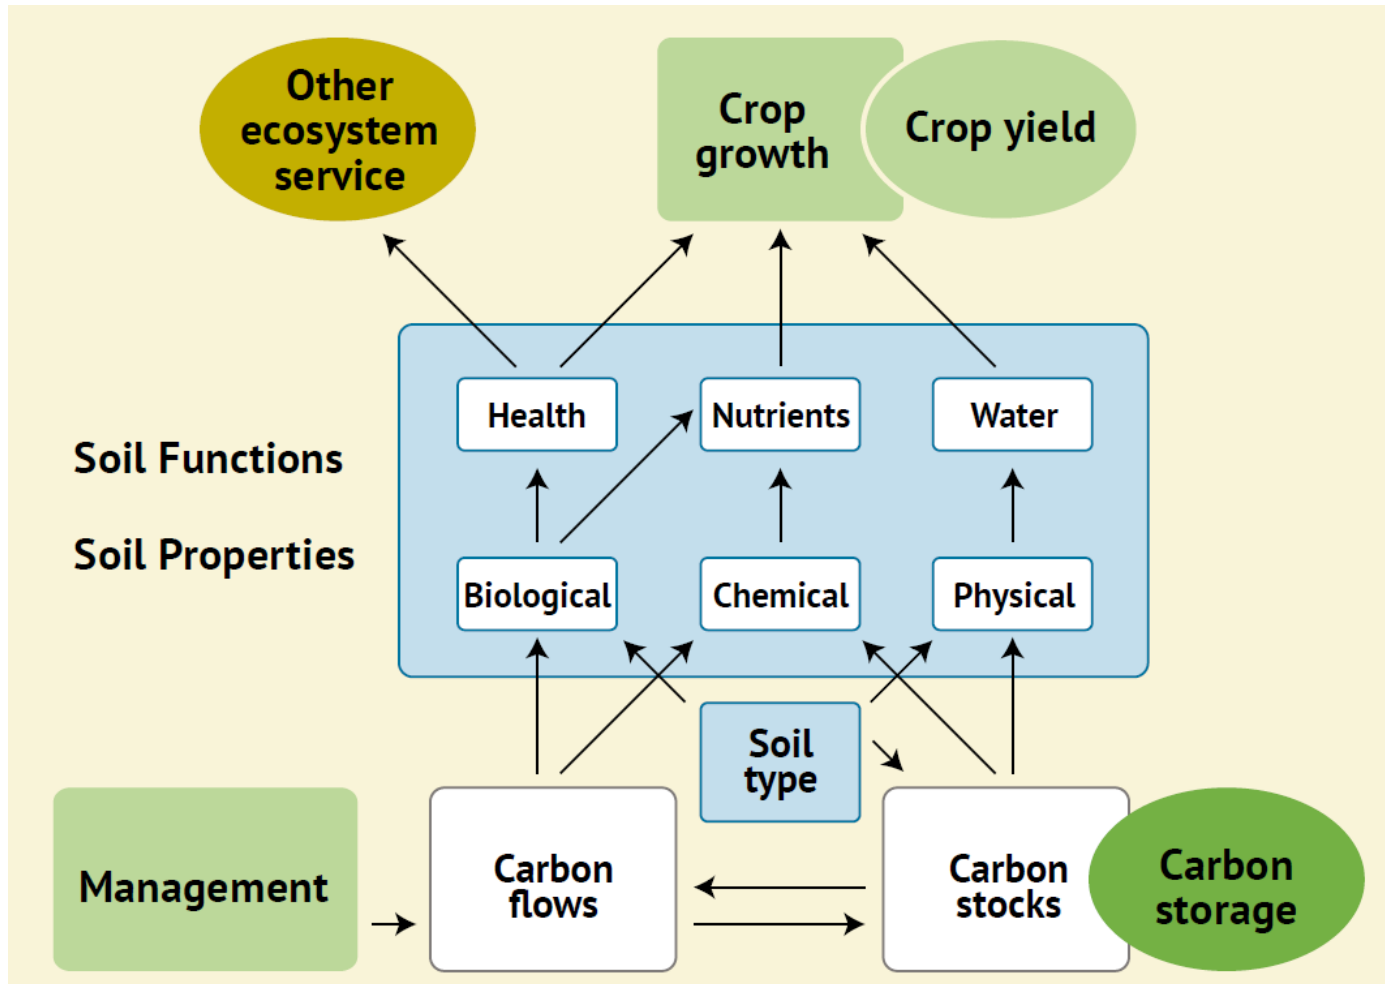 Other
ecosystem
service
Crop
growth
Crop yield
Health
Nutrients
Water
Soil Functions
Soil Properties
Biological
Chemical
Physical
Soil
type
Management
Carbon
flows
Carbon
stocks
Carbon
storage